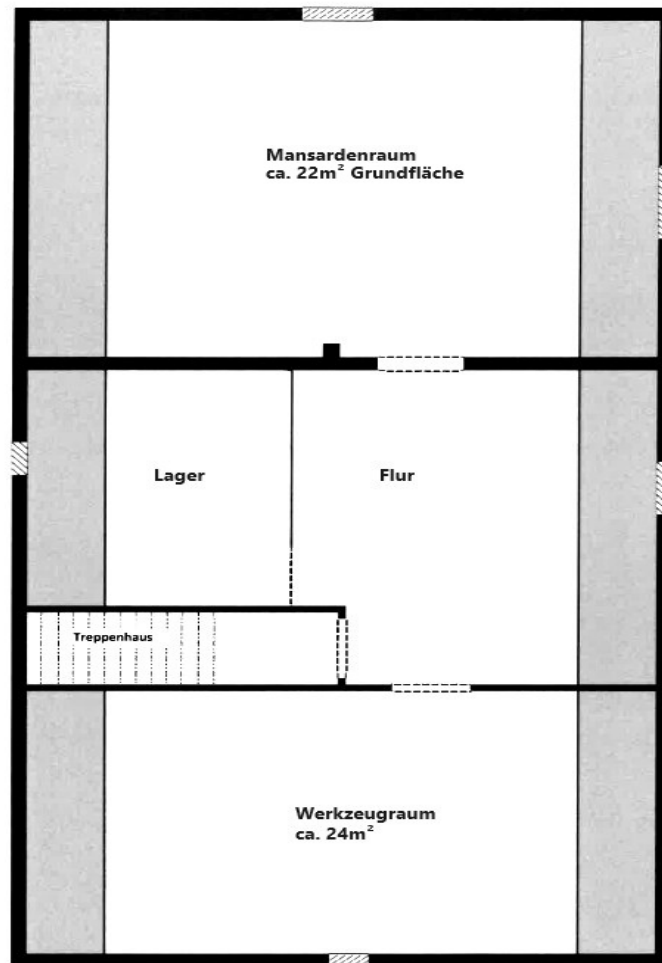 Mansardenraum
ca. 22m² Grundfläche
Lager
Flur
Treppenhaus
Werkzeugraum
ca. 24m²